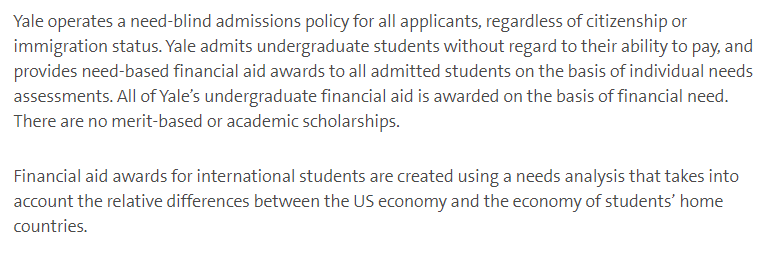 Yale operates a need-blind admissions policy for all applicants, regardless of citizenship or
immigration status. Yale admits undergraduate students without regard to their ability to pay, and
provides need-based financial aid awards to all admitted students on the basis of individual needs
assessments. All of Yale’s undergraduate financial aid is awarded on the basis of financial need.
There are no merit-based or academic scholarships.
Financial aid awards for international students are created using a needs analysis that takes into
account the relative differences between the US economy and the economy of students’ home
countries.